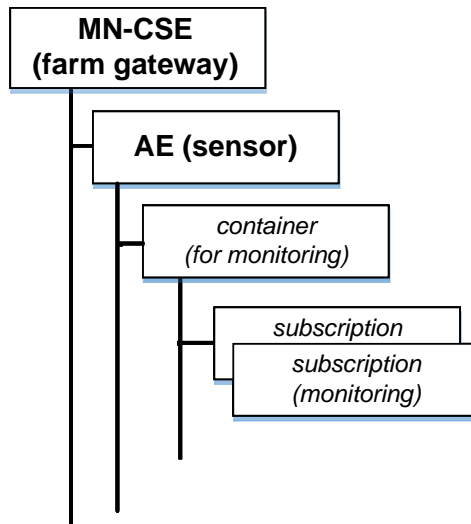 MN-CSE
(farm gateway)
AE (sensor)
container
(for monitoring)
subscription
subscription
(monitoring)